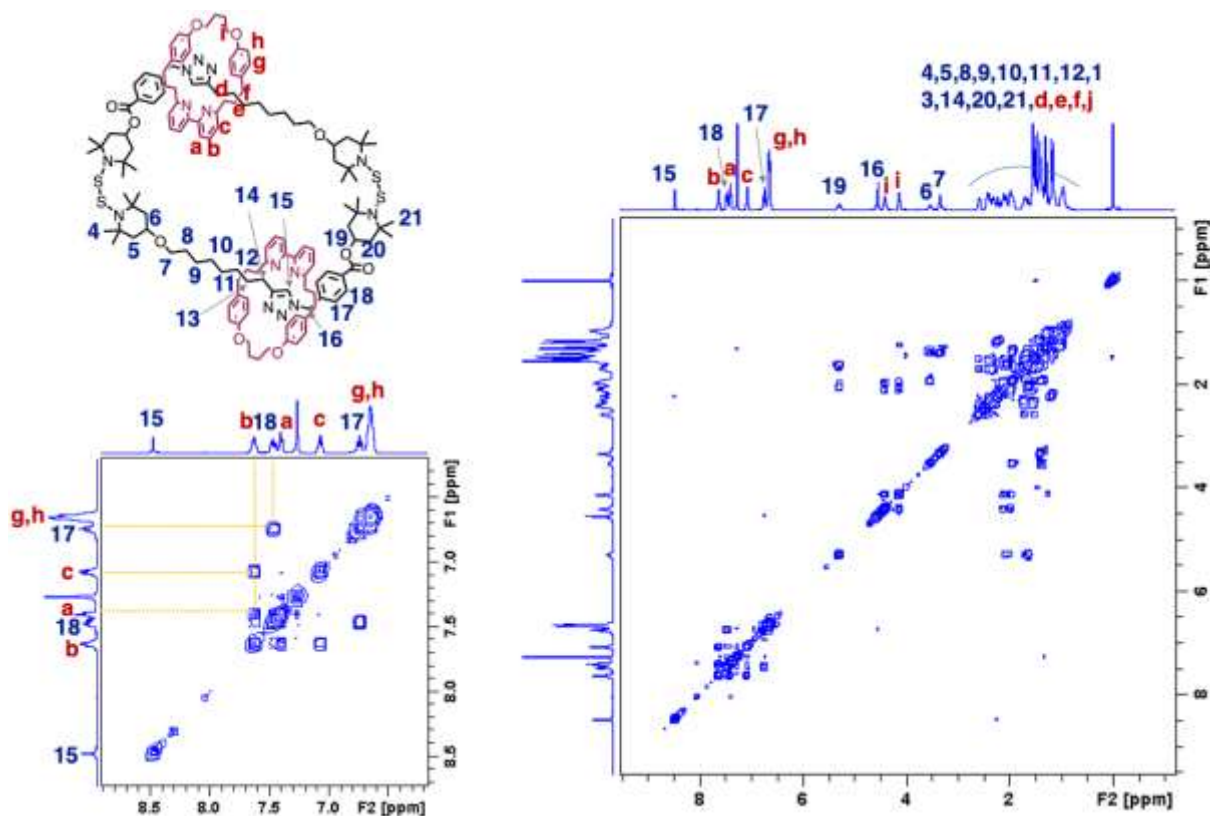 i
h
g
N
N
N
d
f
e
O
O
N
N
c
a
b
O
N
N
S
S
S
S
N
N
14
15
21
4
6
5
8
10
12
19
20
O
O
7
9
11
18
13
17
16
N
N
N
O
O
4,5,8,9,10,11,12,1
3,14,20,21,d,e,f,j
17
18
a
g,h
15
b
c
19
16
i
i
6
7
F1 [ppm]
2
4
6
8
8
6
4
2
F2 [ppm]
g,h
15
b
18
a
c
17
g,h
17
c
a
18
b
15
F1 [ppm]
7.0
7.5
8.0
8.5
8.5
8.0
7.5
7.0
F2 [ppm]